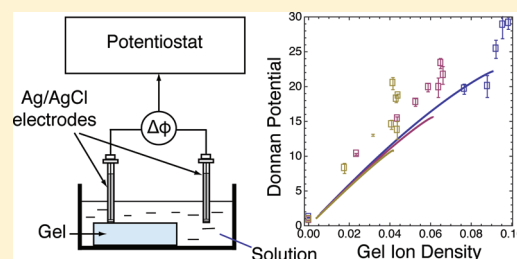 Potentiostat
Ag/AgCl
electrodes
Δϕ
Gel
Solution
Donnan Potential
30
25
20
15
10
5
0
0.00 0.02 0.04 0.06 0.08 0.10
Gel Ion Density